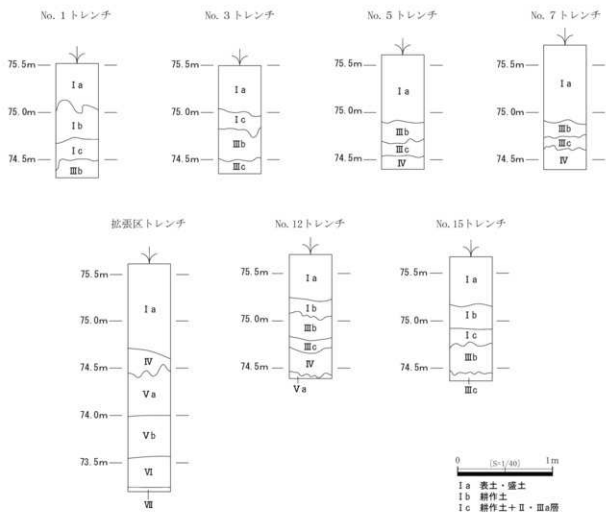 No. 1 トレンチ
75.5m
75.0m
74.5m
Ⅰa
Ⅰb
Ⅰc
Ⅲb
No. 3 トレンチ
75.5m
75.0m
74.5m
Ⅰa
Ⅰc
Ⅲb
Ⅲc
No. 5 トレンチ
75.5m
75.0m
74.5m
Ⅰa
Ⅲb
Ⅲc
Ⅳ
No. 7 トレンチ
75.5m
75.0m
74.5m
Ⅰa
Ⅲb
Ⅲc
Ⅳ
拡張区トレンチ
75.5m
75.0m
74.5m
74.0m
73.5m
Ⅰa
Ⅳ
Ⅴa
Ⅴb
Ⅵ
Ⅶ
No.12トレンチ
75.5m
75.0m
74.5m
Ⅰa
Ⅰb
Ⅲb
Ⅲc
Ⅳ
Ⅴa
No.15トレンチ
75.5m
75.0m
74.5m
Ⅰa
Ⅰb
Ⅰc
Ⅲb
Ⅲc
0 (S=1/40) 1m
Ⅰa 表土・盛土
Ⅰb 耕作土
Ⅰc 耕作土+Ⅱ・Ⅲa層